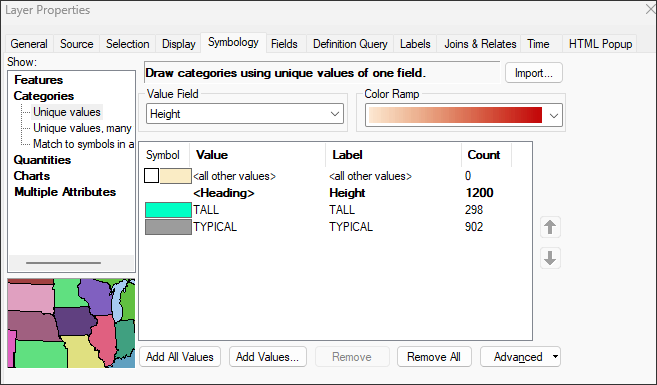 Layer Properties
General Source Selection Display Symbology Fields Definition Query Labels Joins & Relates Time HTML Popup
Show:
Features
Categories
Unique values
Unique values, many
Match to symbols in a
Quantities
Charts
Multiple Attributes
Draw categories using unique values of one field.
Import...
Value Field
Height
Color Ramp
Symbol Value Label Count
<all other values> <all other values> 0
<Heading> Height 1200
TALL TALL 298
TYPICAL TYPICAL 902
Add All Values Add Values... Remove Remove All Advanced